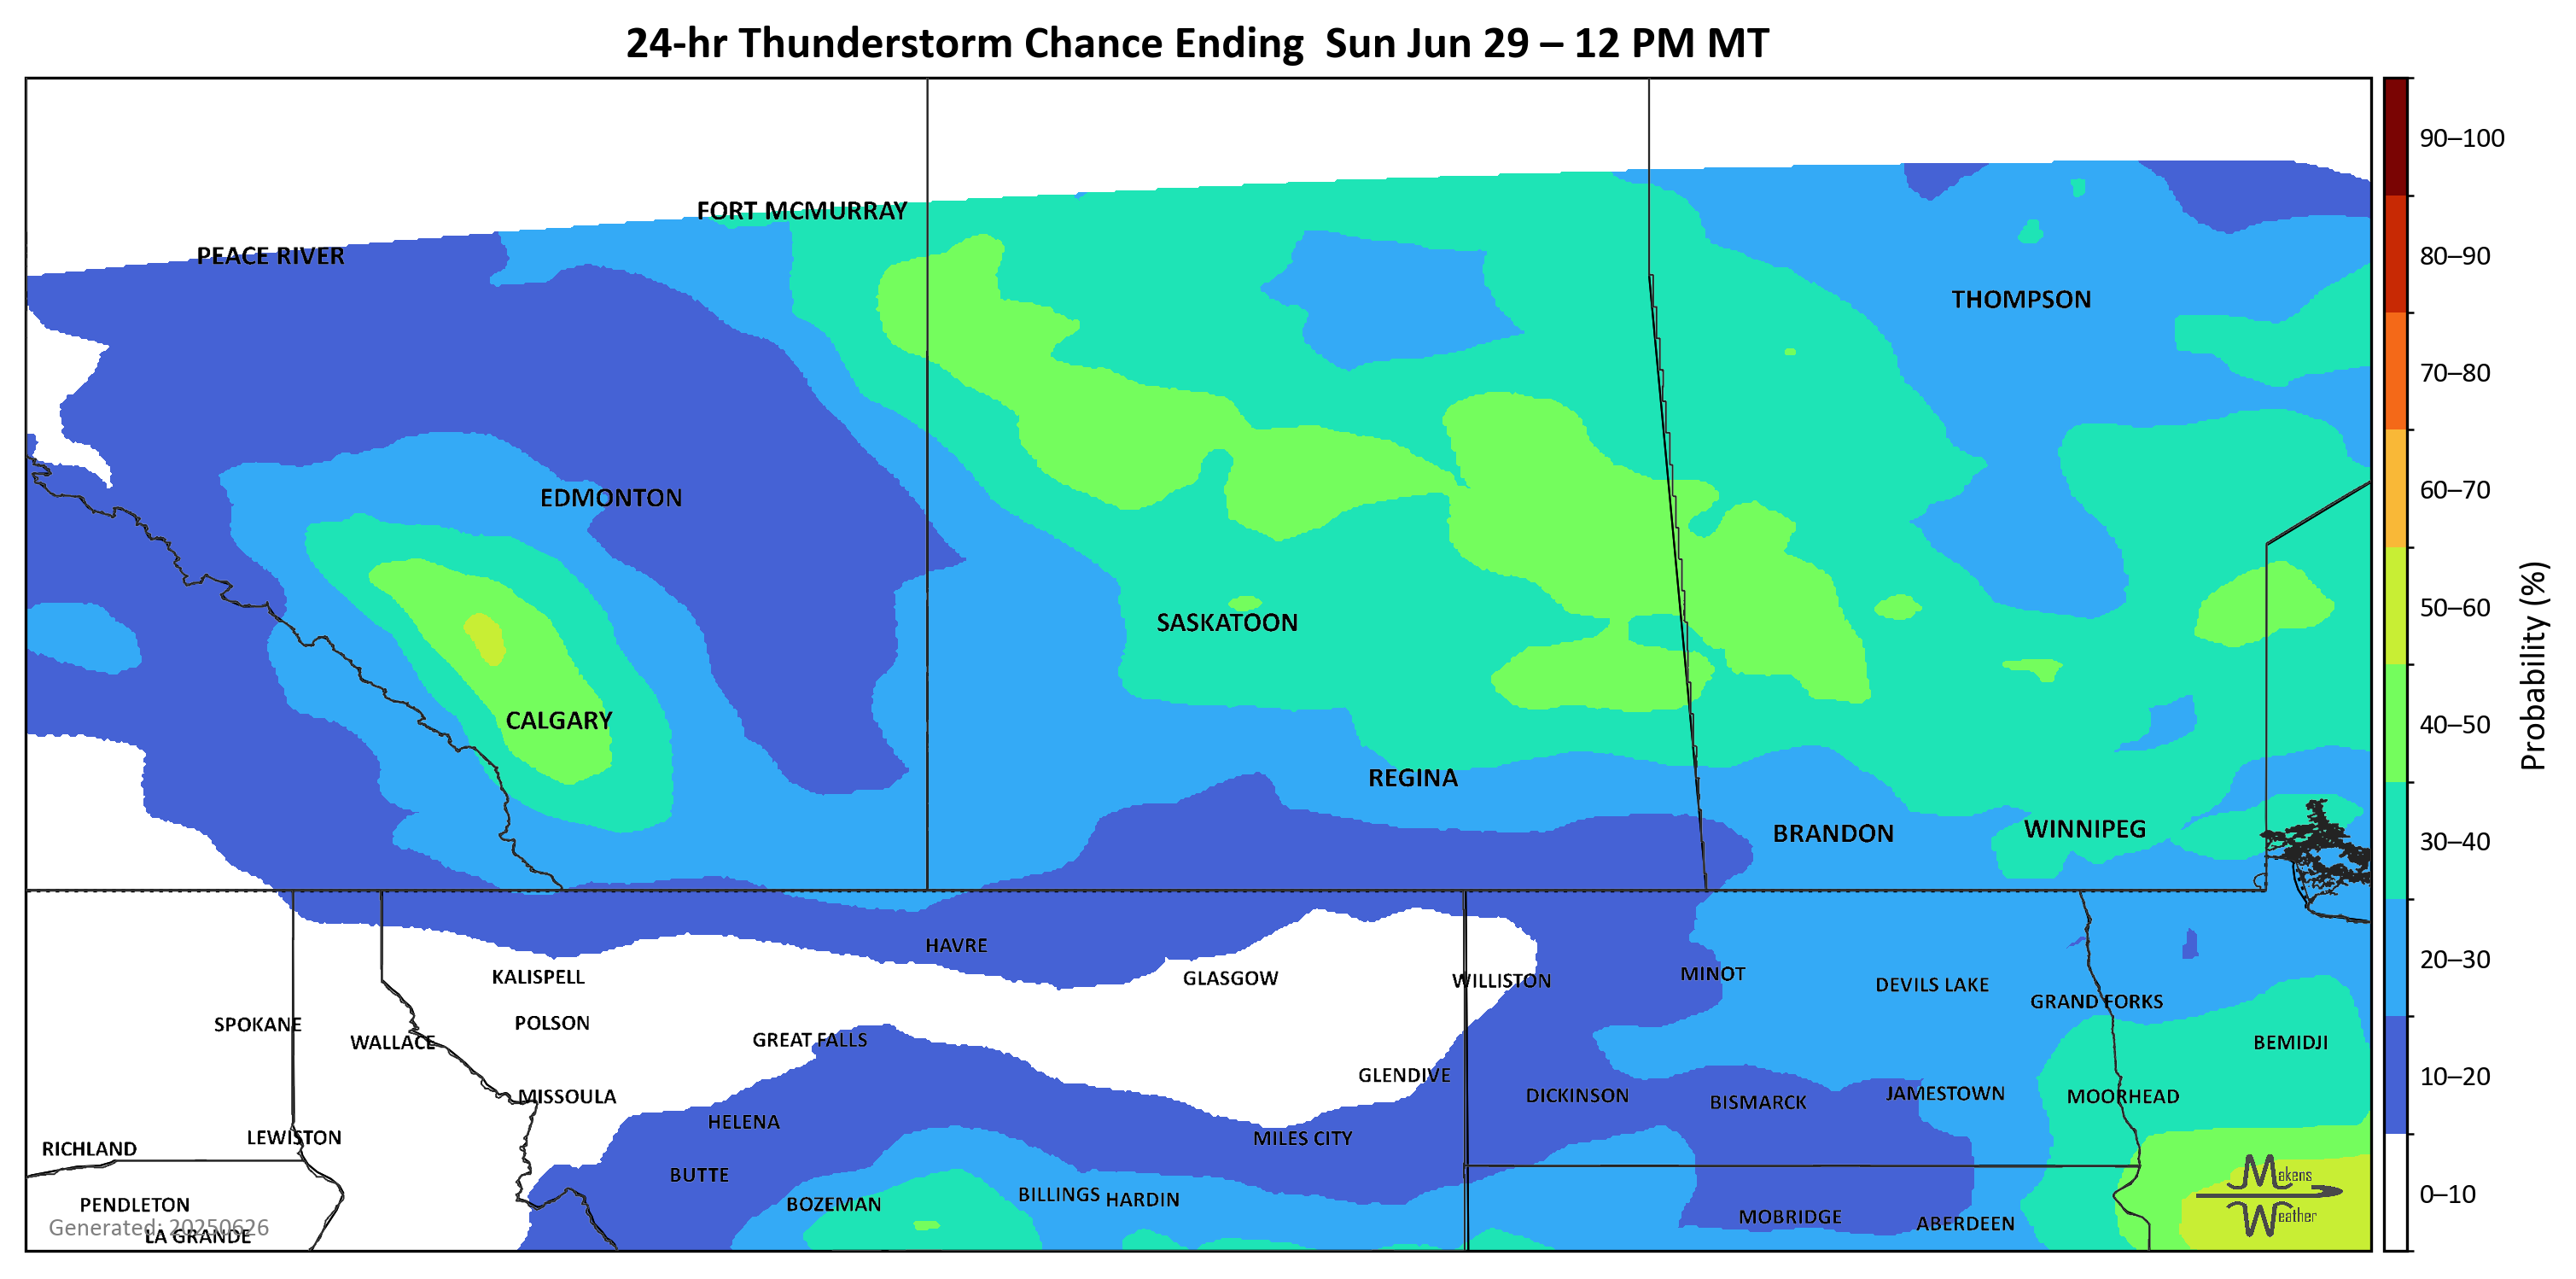 24-hr Thunderstorm Chance Ending  Sun Jun 29 – 12 PM MT
90–100
FORT MCMURRAY
PEACE RIVER
80–90
THOMPSON
70–80
60–70
EDMONTON
50–60
SASKATOON
Probability (%)
CALGARY
40–50
REGINA
WINNIPEG
BRANDON
30–40
HAVRE
20–30
MINOT
KALISPELL
GLASGOW
WILLISTON
DEVILS LAKE
GRAND FORKS
SPOKANE
POLSON
WALLACE
GREAT FALLS
BEMIDJI
GLENDIVE
10–20
MISSOULA
DICKINSON
BISMARCK
JAMESTOWN
MOORHEAD
HELENA
LEWISTON
MILES CITY
RICHLAND
BUTTE
Makens
0–10
PENDLETON
BOZEMAN
BILLINGS
HARDIN
MOBRIDGE
Weather
ABERDEEN
Generated: 20250626
LA GRANDE